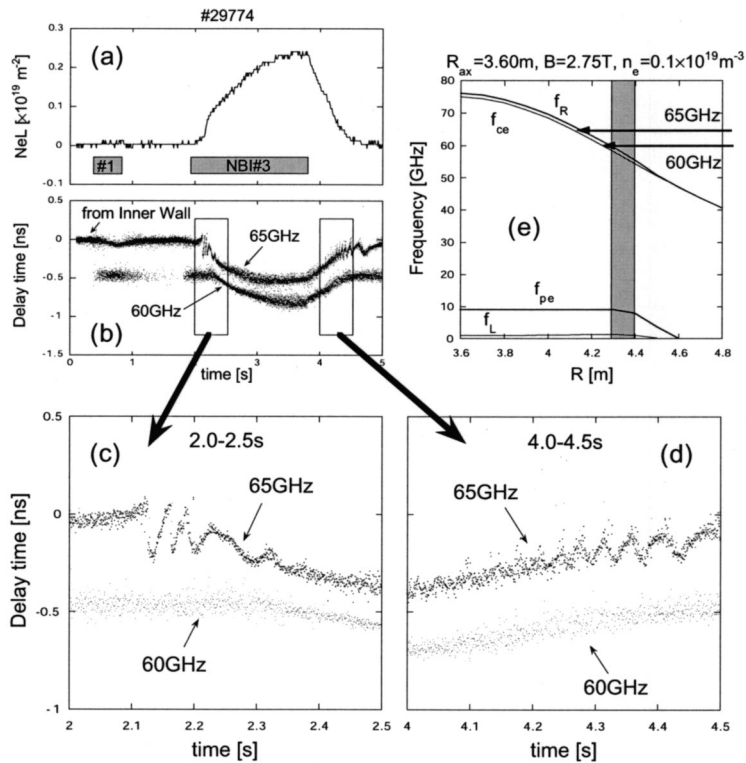 #29774
(a)
NeL [×10^19 m^-2]
0.3
0.2
0.1
0
-0.1
#1
NBI#3
from Inner Wall
65GHz
60GHz
(b)
Delay time [ns]
0.5
0
-0.5
-1
-1.5
0 1 2 3 4 5
time [s]
R_ax=3.60m, B=2.75T, n_e=0.1×10^19 m^-3
Frequency [GHz]
80
70
60
50
40
30
20
10
0
f_R
f_ce
65GHz
60GHz
(e)
f_pe
f_L
3.6 3.8 4 4.2 4.4 4.6 4.8
R [m]
(c)
2.0-2.5s
65GHz
60GHz
Delay time [ns]
0.5
0
-0.5
-1
2 2.1 2.2 2.3 2.4 2.5
time [s]
4.0-4.5s
(d)
65GHz
60GHz
4 4.1 4.2 4.3 4.4 4.5
time [s]